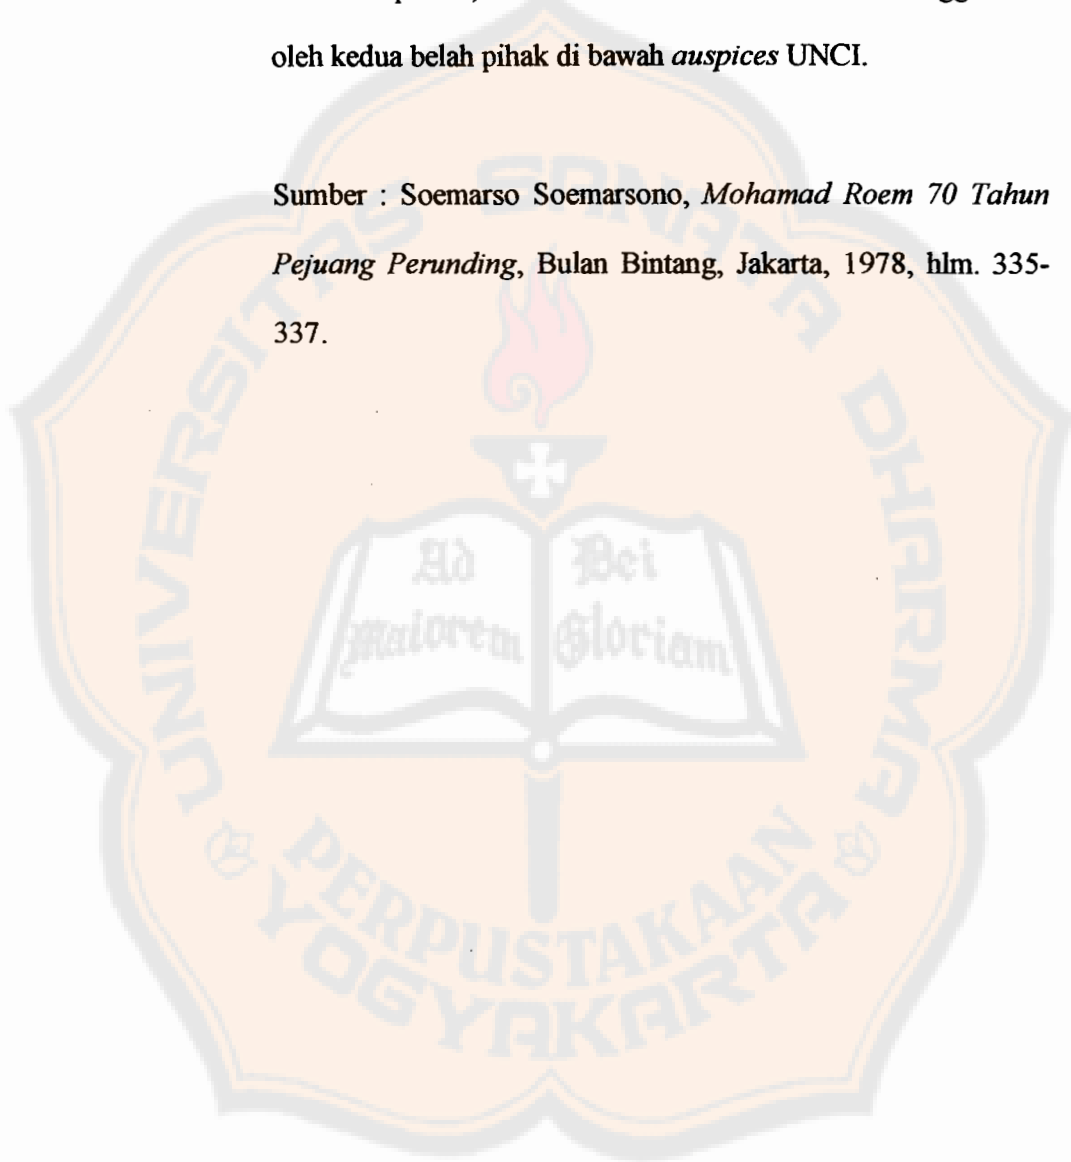 oleh kedua belah pihak di bawah auspices UNCI.
Sumber : Soemarso Soemarsono, Mohamad Roem 70 Tahun
Pejuang Perunding, Bulan Bintang, Jakarta, 1978, hlm. 335-
337.
UNIVERSITAS SANATA DHARMA
Ad Dei
maiorem Gloriam
PERPUSTAKAAN
YOGYAKARTA